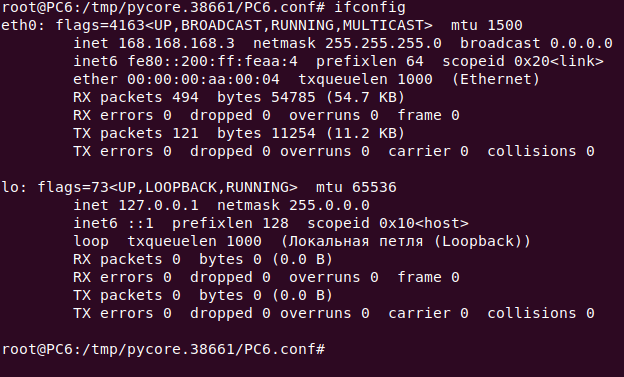 root@PC6:/tmp/pycore.38661/PC6.conf# ifconfig
eth0: flags=4163<UP,BROADCAST,RUNNING,MULTICAST>  mtu 1500
        inet 168.168.168.3  netmask 255.255.255.0  broadcast 0.0.0.0
        inet6 fe80::200:ff:feaa:4  prefixlen 64  scopeid 0x20<link>
        ether 00:00:00:aa:00:04  txqueuelen 1000  (Ethernet)
        RX packets 494  bytes 54785 (54.7 KB)
        RX errors 0  dropped 0  overruns 0  frame 0
        TX packets 121  bytes 11254 (11.2 KB)
        TX errors 0  dropped 0 overruns 0  carrier 0  collisions 0

lo: flags=73<UP,LOOPBACK,RUNNING>  mtu 65536
        inet 127.0.0.1  netmask 255.0.0.0
        inet6 ::1  prefixlen 128  scopeid 0x10<host>
        loop  txqueuelen 1000  (Локальная петля (Loopback))
        RX packets 0  bytes 0 (0.0 B)
        RX errors 0  dropped 0  overruns 0  frame 0
        TX packets 0  bytes 0 (0.0 B)
        TX errors 0  dropped 0 overruns 0  carrier 0  collisions 0

root@PC6:/tmp/pycore.38661/PC6.conf#